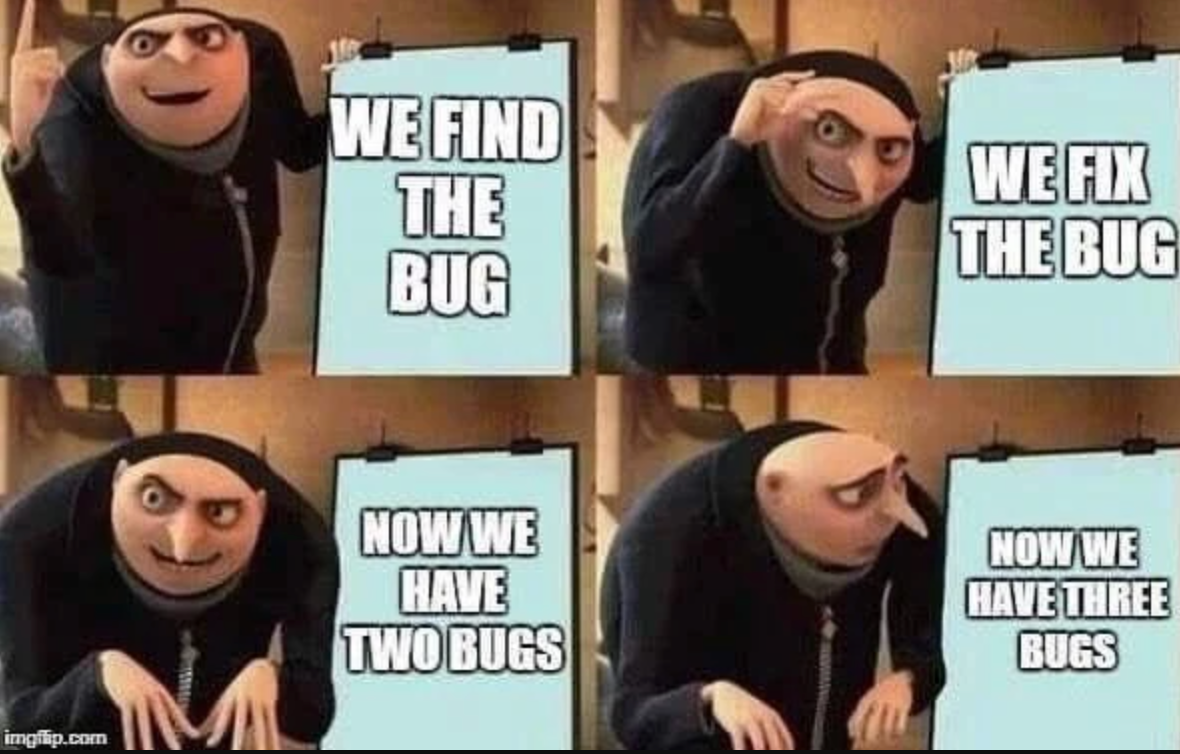 WE FIND
THE
BUG
WE FIX
THE BUG
NOW WE
HAVE
TWO BUGS
NOW WE
HAVE THREE
BUGS
imgflip.com